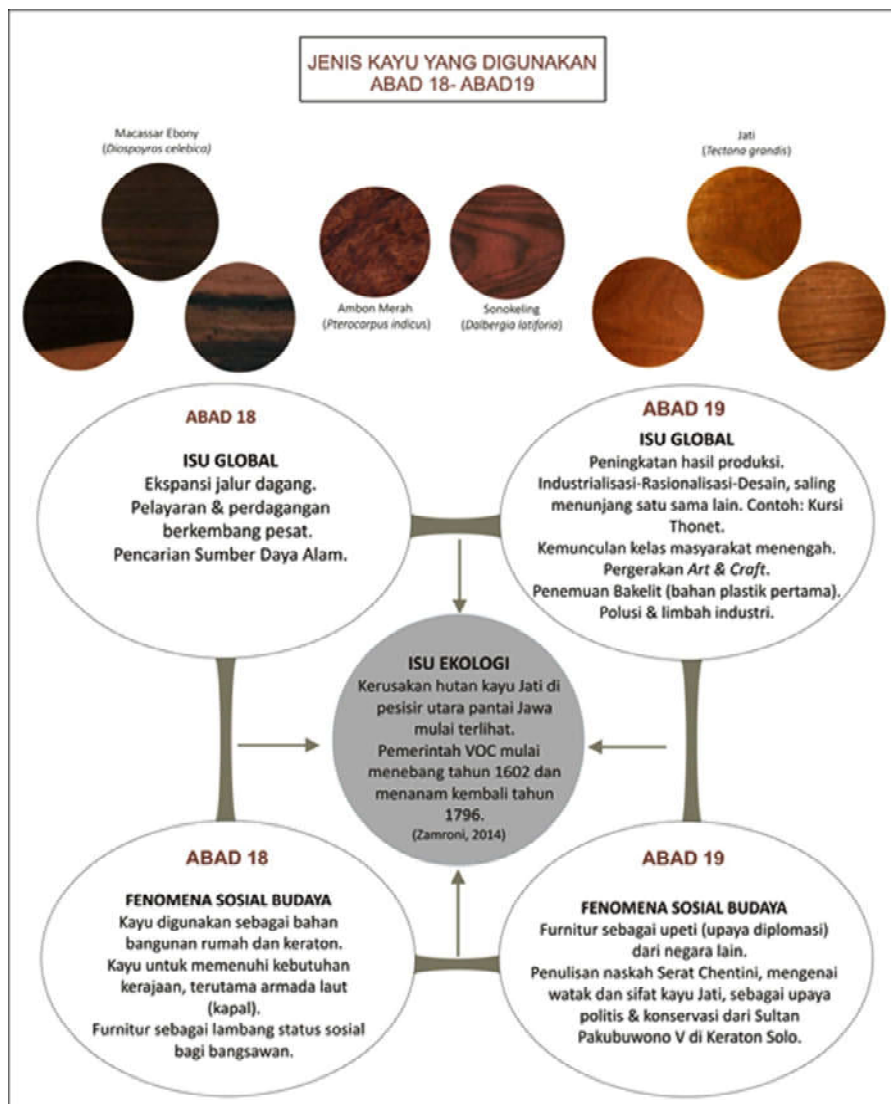 JENIS KAYU YANG DIGUNAKAN
ABAD 18- ABAD19
Macassar Ebony
(Diospoyros celebica)
Jati
(Tectona grandis)
Ambon Merah
(Pterocarpus indicus)
Sonokeling
(Dalbergia latiforia)
ABAD 18
ISU GLOBAL
Ekspansi jalur dagang.
Pelayaran & perdagangan
berkembang pesat.
Pencarian Sumber Daya Alam.
ABAD 19
ISU GLOBAL
Peningkatan hasil produksi.
Industrialisasi-Rasionalisasi-Desain, saling
menunjang satu sama lain. Contoh: Kursi
Thonet.
Kemunculan kelas masyarakat menengah.
Pergerakan Art & Craft.
Penemuan Bakelit (bahan plastik pertama).
Polusi & limbah industri.
ISU EKOLOGI
Kerusakan hutan kayu Jati di
pesisir utara pantai Jawa
mulai terlihat.
Pemerintah VOC mulai
menebang tahun 1602 dan
menanam kembali tahun
1796.
(Zamroni, 2014)
ABAD 18
FENOMENA SOSIAL BUDAYA
Kayu digunakan sebagai bahan
bangunan rumah dan keraton.
Kayu untuk memenuhi kebutuhan
kerajaan, terutama armada laut
(kapal).
Furnitur sebagai lambang status sosial
bagi bangsawan.
ABAD 19
FENOMENA SOSIAL BUDAYA
Furnitur sebagai upeti (upaya diplomasi)
dari negara lain.
Penulisan naskah Serat Chentini, mengenai
watak dan sifat kayu Jati, sebagai upaya
politis & konservasi dari Sultan
Pakubuwono V di Keraton Solo.